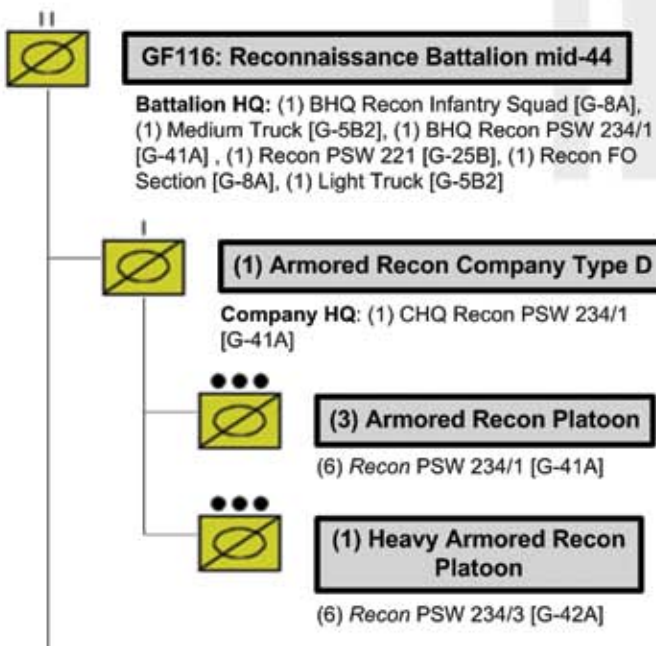 GF116: Reconnaissance Battalion mid-44
Battalion HQ: (1) BHQ Recon Infantry Squad [G-8A],
(1) Medium Truck [G-5B2], (1) BHQ Recon PSW 234/1
[G-41A] , (1) Recon PSW 221 [G-25B], (1) Recon FO
Section [G-8A], (1) Light Truck [G-5B2]
(1) Armored Recon Company Type D
Company HQ: (1) CHQ Recon PSW 234/1
[G-41A]
(3) Armored Recon Platoon
(6) Recon PSW 234/1 [G-41A]
(1) Heavy Armored Recon
Platoon
(6) Recon PSW 234/3 [G-42A]